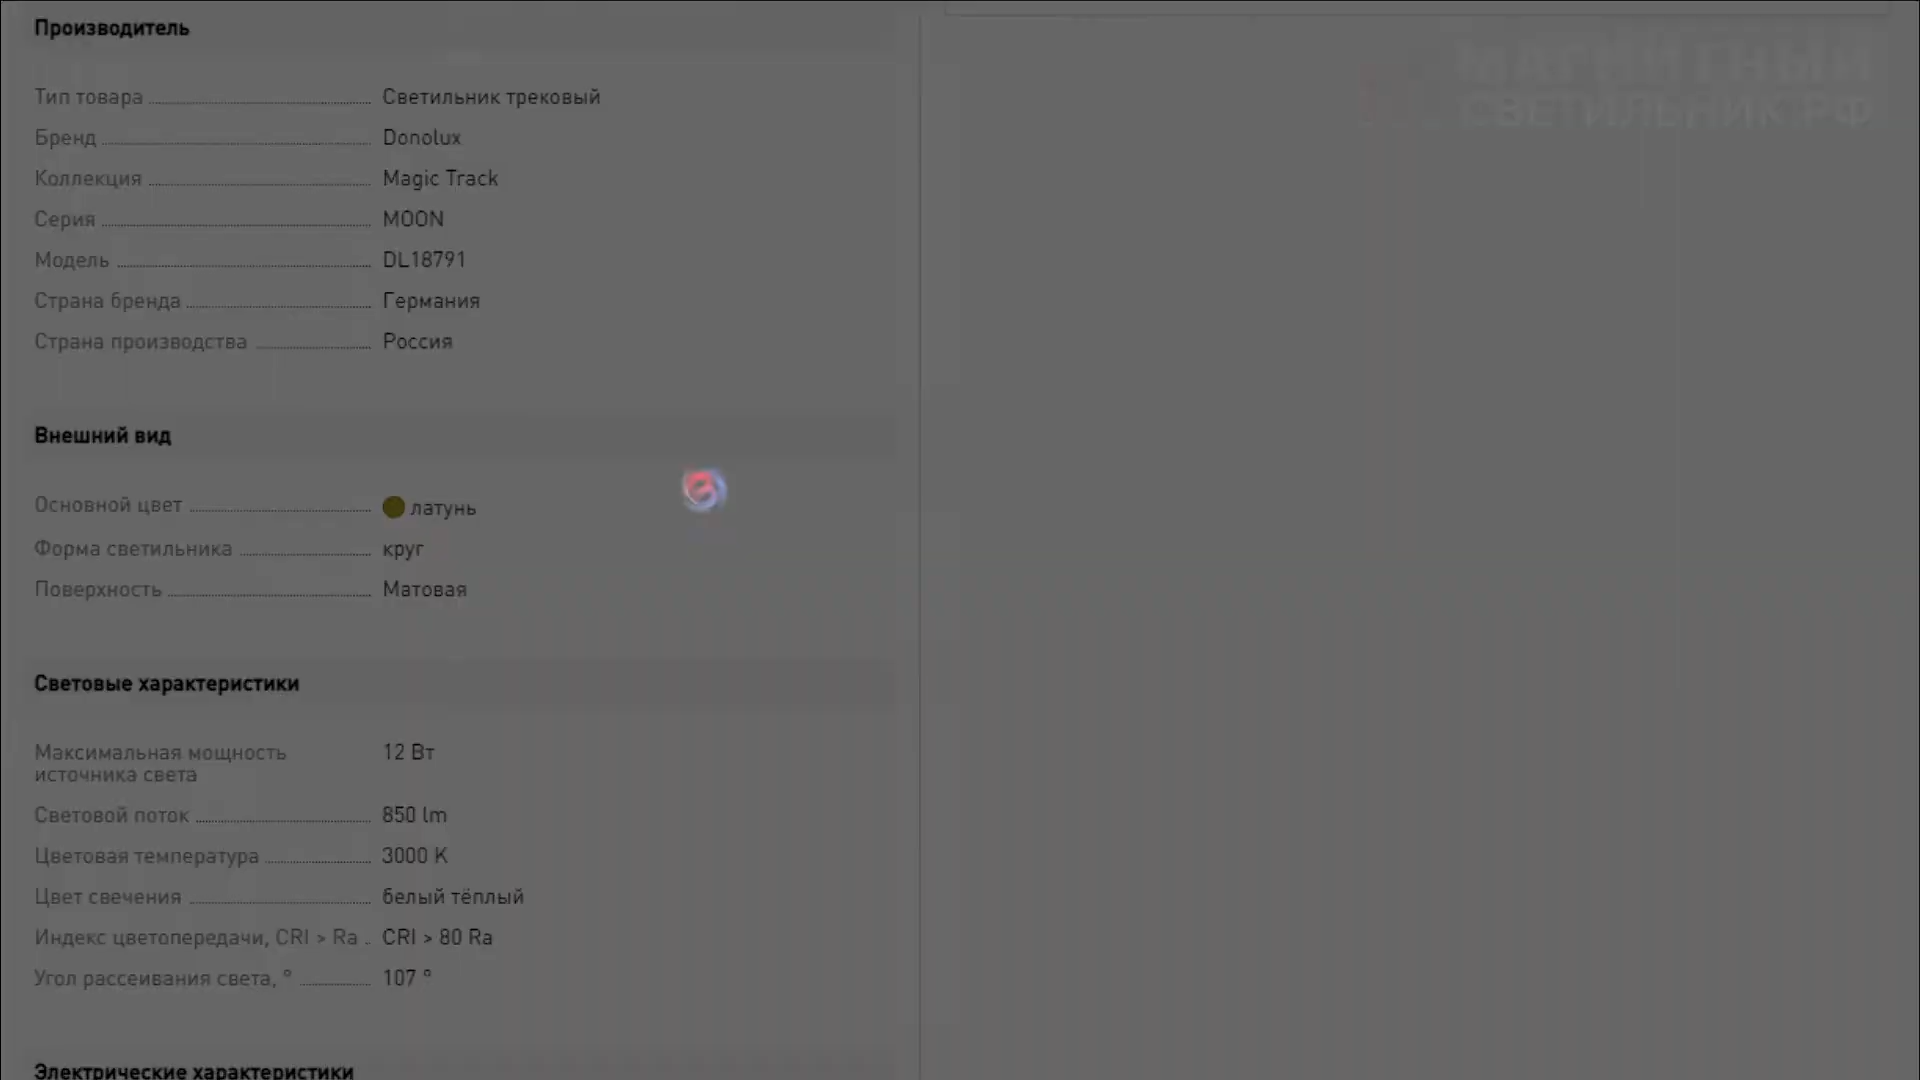 Производитель
Тип товара Светильник трековый
Бренд Donolux
Коллекция Magic Track
Серия MOON
Модель DL18791
Страна бренда Германия
Страна производства Россия
Внешний вид
Основной цвет латунь
Форма светильника круг
Поверхность Матовая
Световые характеристики
Максимальная мощность 12 Вт
источника света
Световой поток 850 lm
Цветовая температура 3000 K
Цвет свечения белый тёплый
Индекс цветопередачи, CRI > Ra CRI > 80 Ra
Угол рассеивания света, ° 107 °
Электрические характеристики
МАГНИТНЫЙ
СВЕТИЛЬНИК.РФ